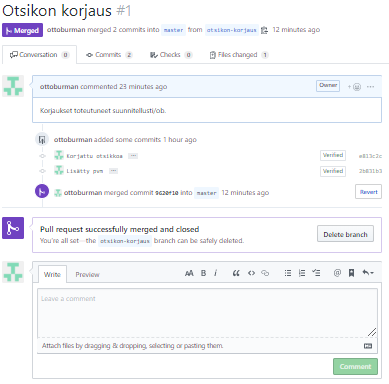 Otsikon korjaus #1
Merged ottoburman merged 2 commits into master from otsikon-korjaus 12 minutes ago
Conversation 0 Commits 2 Checks 0 Files changed 1
ottoburman commented 23 minutes ago Owner
Korjaukset toteutuneet suunnitellusti/ob.
ottoburman added some commits 1 hour ago
Korjattu otsikkoa Verified
Lisätty pvm Verified
ottoburman merged commit into master 12 minutes ago Revert
Pull request successfully merged and closed
You're all set—the otsikon-korjaus branch can be safely deleted.
Delete branch
Write Preview
Leave a comment
Attach files by dragging & dropping, selecting or pasting them.
Comment